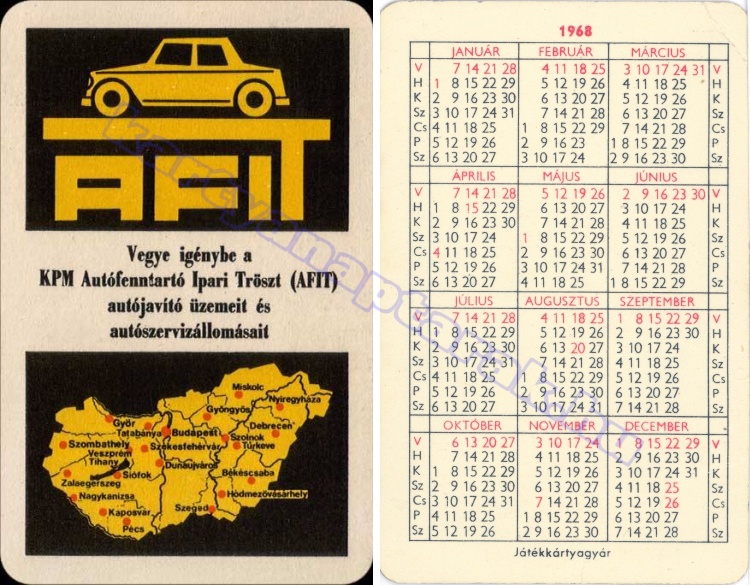 AFIT
Vegye igénybe a
KPM Autófenntartó Ipari Tröszt (AFIT)
autójavító üzemeit és
autószervizállomásait
Miskolc
Nyiregyháza
Gyöngyös
Győr
Tatabánya
Budapest
Debrecen
Szolnok
Szombathely
Székesfehérvár
Türkeve
Veszprém
Tihany
Dunaujváros
Siófok
Békéscsaba
Zalaegerszeg
Nagykanizsa
Hódmezővásárhely
Kaposvár
Szeged
Pécs
kartyanaptarak.hu
1968
JANUÁR FEBRUÁR MÁRCIUS
V 7 14 21 28 4 11 18 25 3 10 17 24 31 V
H 1 8 15 22 29 5 12 19 26 4 11 18 25 H
K 2 9 16 23 30 6 13 20 27 5 12 19 26 K
Sz 3 10 17 24 31 7 14 21 28 6 13 20 27 Sz
Cs 4 11 18 25 1 8 15 22 29 7 14 21 28 Cs
P 5 12 19 26 2 9 16 23 1 8 15 22 29 P
Sz 6 13 20 27 3 10 17 24 2 9 16 23 30 Sz
ÁPRILIS MÁJUS JÚNIUS
V 7 14 21 28 5 12 19 26 2 9 16 23 30 V
H 1 8 15 22 29 6 13 20 27 3 10 17 24 H
K 2 9 16 23 30 7 14 21 28 4 11 18 25 K
Sz 3 10 17 24 1 8 15 22 29 5 12 19 26 Sz
Cs 4 11 18 25 2 9 16 23 30 6 13 20 27 Cs
P 5 12 19 26 3 10 17 24 31 7 14 21 28 P
Sz 6 13 20 27 4 11 18 25 1 8 15 22 29 Sz
JÚLIUS AUGUSZTUS SZEPTEMBER
V 7 14 21 28 4 11 18 25 1 8 15 22 29 V
H 1 8 15 22 29 5 12 19 26 2 9 16 23 30 H
K 2 9 16 23 30 6 13 20 27 3 10 17 24 K
Sz 3 10 17 24 31 7 14 21 28 4 11 18 25 Sz
Cs 4 11 18 25 1 8 15 22 29 5 12 19 26 Cs
P 5 12 19 26 2 9 16 23 30 6 13 20 27 P
Sz 6 13 20 27 3 10 17 24 31 7 14 21 28 Sz
OKTÓBER NOVEMBER DECEMBER
V 6 13 20 27 3 10 17 24 1 8 15 22 29 V
H 7 14 21 28 4 11 18 25 2 9 16 23 30 H
K 1 8 15 22 29 5 12 19 26 3 10 17 24 31 K
Sz 2 9 16 23 30 6 13 20 27 4 11 18 25 Sz
Cs 3 10 17 24 31 7 14 21 28 5 12 19 26 Cs
P 4 11 18 25 1 8 15 22 29 6 13 20 27 P
Sz 5 12 19 26 2 9 16 23 30 7 14 21 28 Sz
Játékkártyagyár